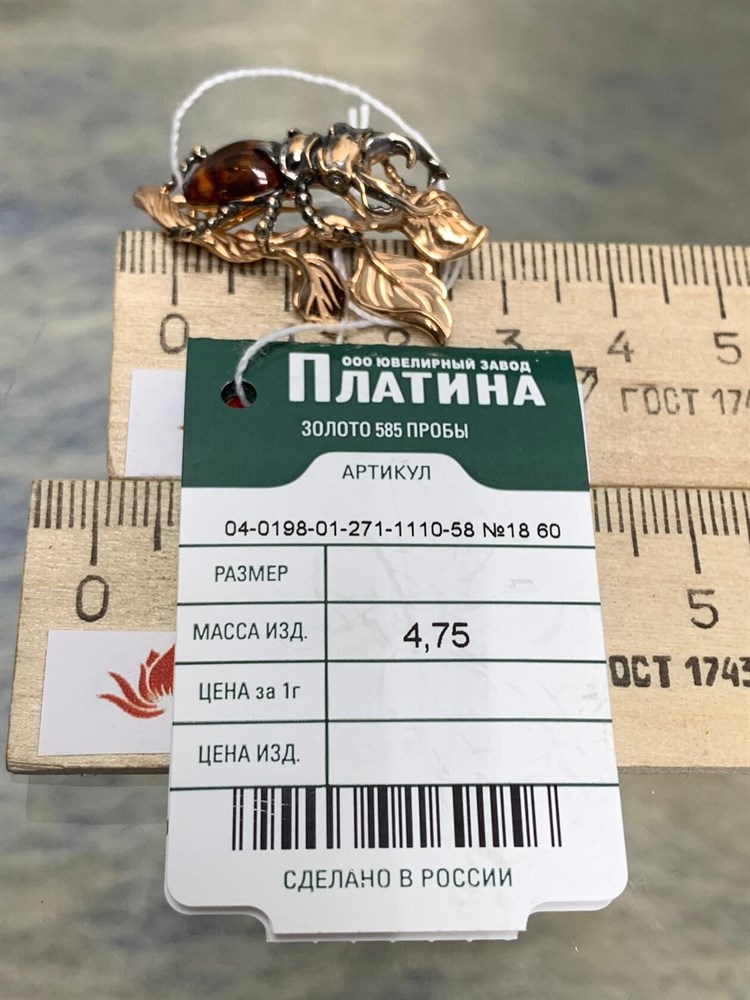 0 2 3 4 5
ООО ЮВЕЛИРНЫЙ ЗАВОД
ПЛАТИНА
ГОСТ 174
ЗОЛОТО 585 ПРОБЫ
АРТИКУЛ
04-0198-01-271-1110-58 №18 60
РАЗМЕР
0 5
МАССА ИЗД. 4,75
ГОСТ 1743
ЦЕНА за 1г
ЦЕНА ИЗД.
СДЕЛАНО В РОССИИ